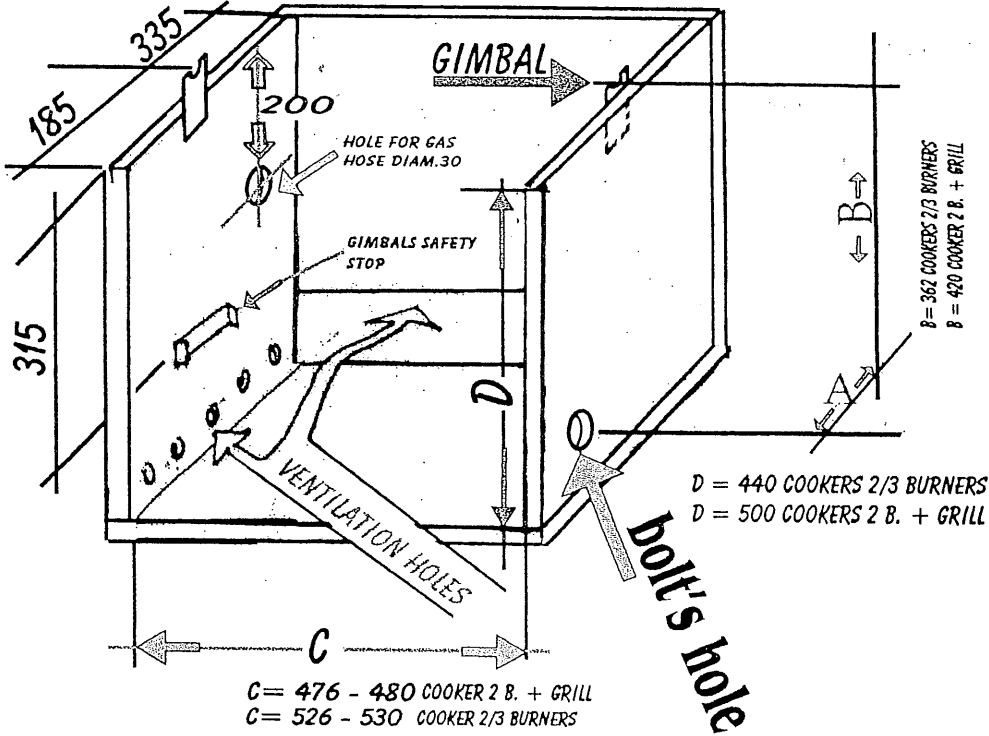 335
185
GIMBAL
200
HOLE FOR GAS
HOSE DIAM.30
GIMBALS SAFETY
STOP
315
D
B
B = 362 COOKERS 2/3 BURNERS
B = 420 COOKER 2 B. + GRILL
A
VENTILATION HOLES
D = 440 COOKERS 2/3 BURNERS
D = 500 COOKERS 2 B. + GRILL
bolt's hole
C
C= 476 - 480 COOKER 2 B. + GRILL
C= 526 - 530 COOKER 2/3 BURNERS